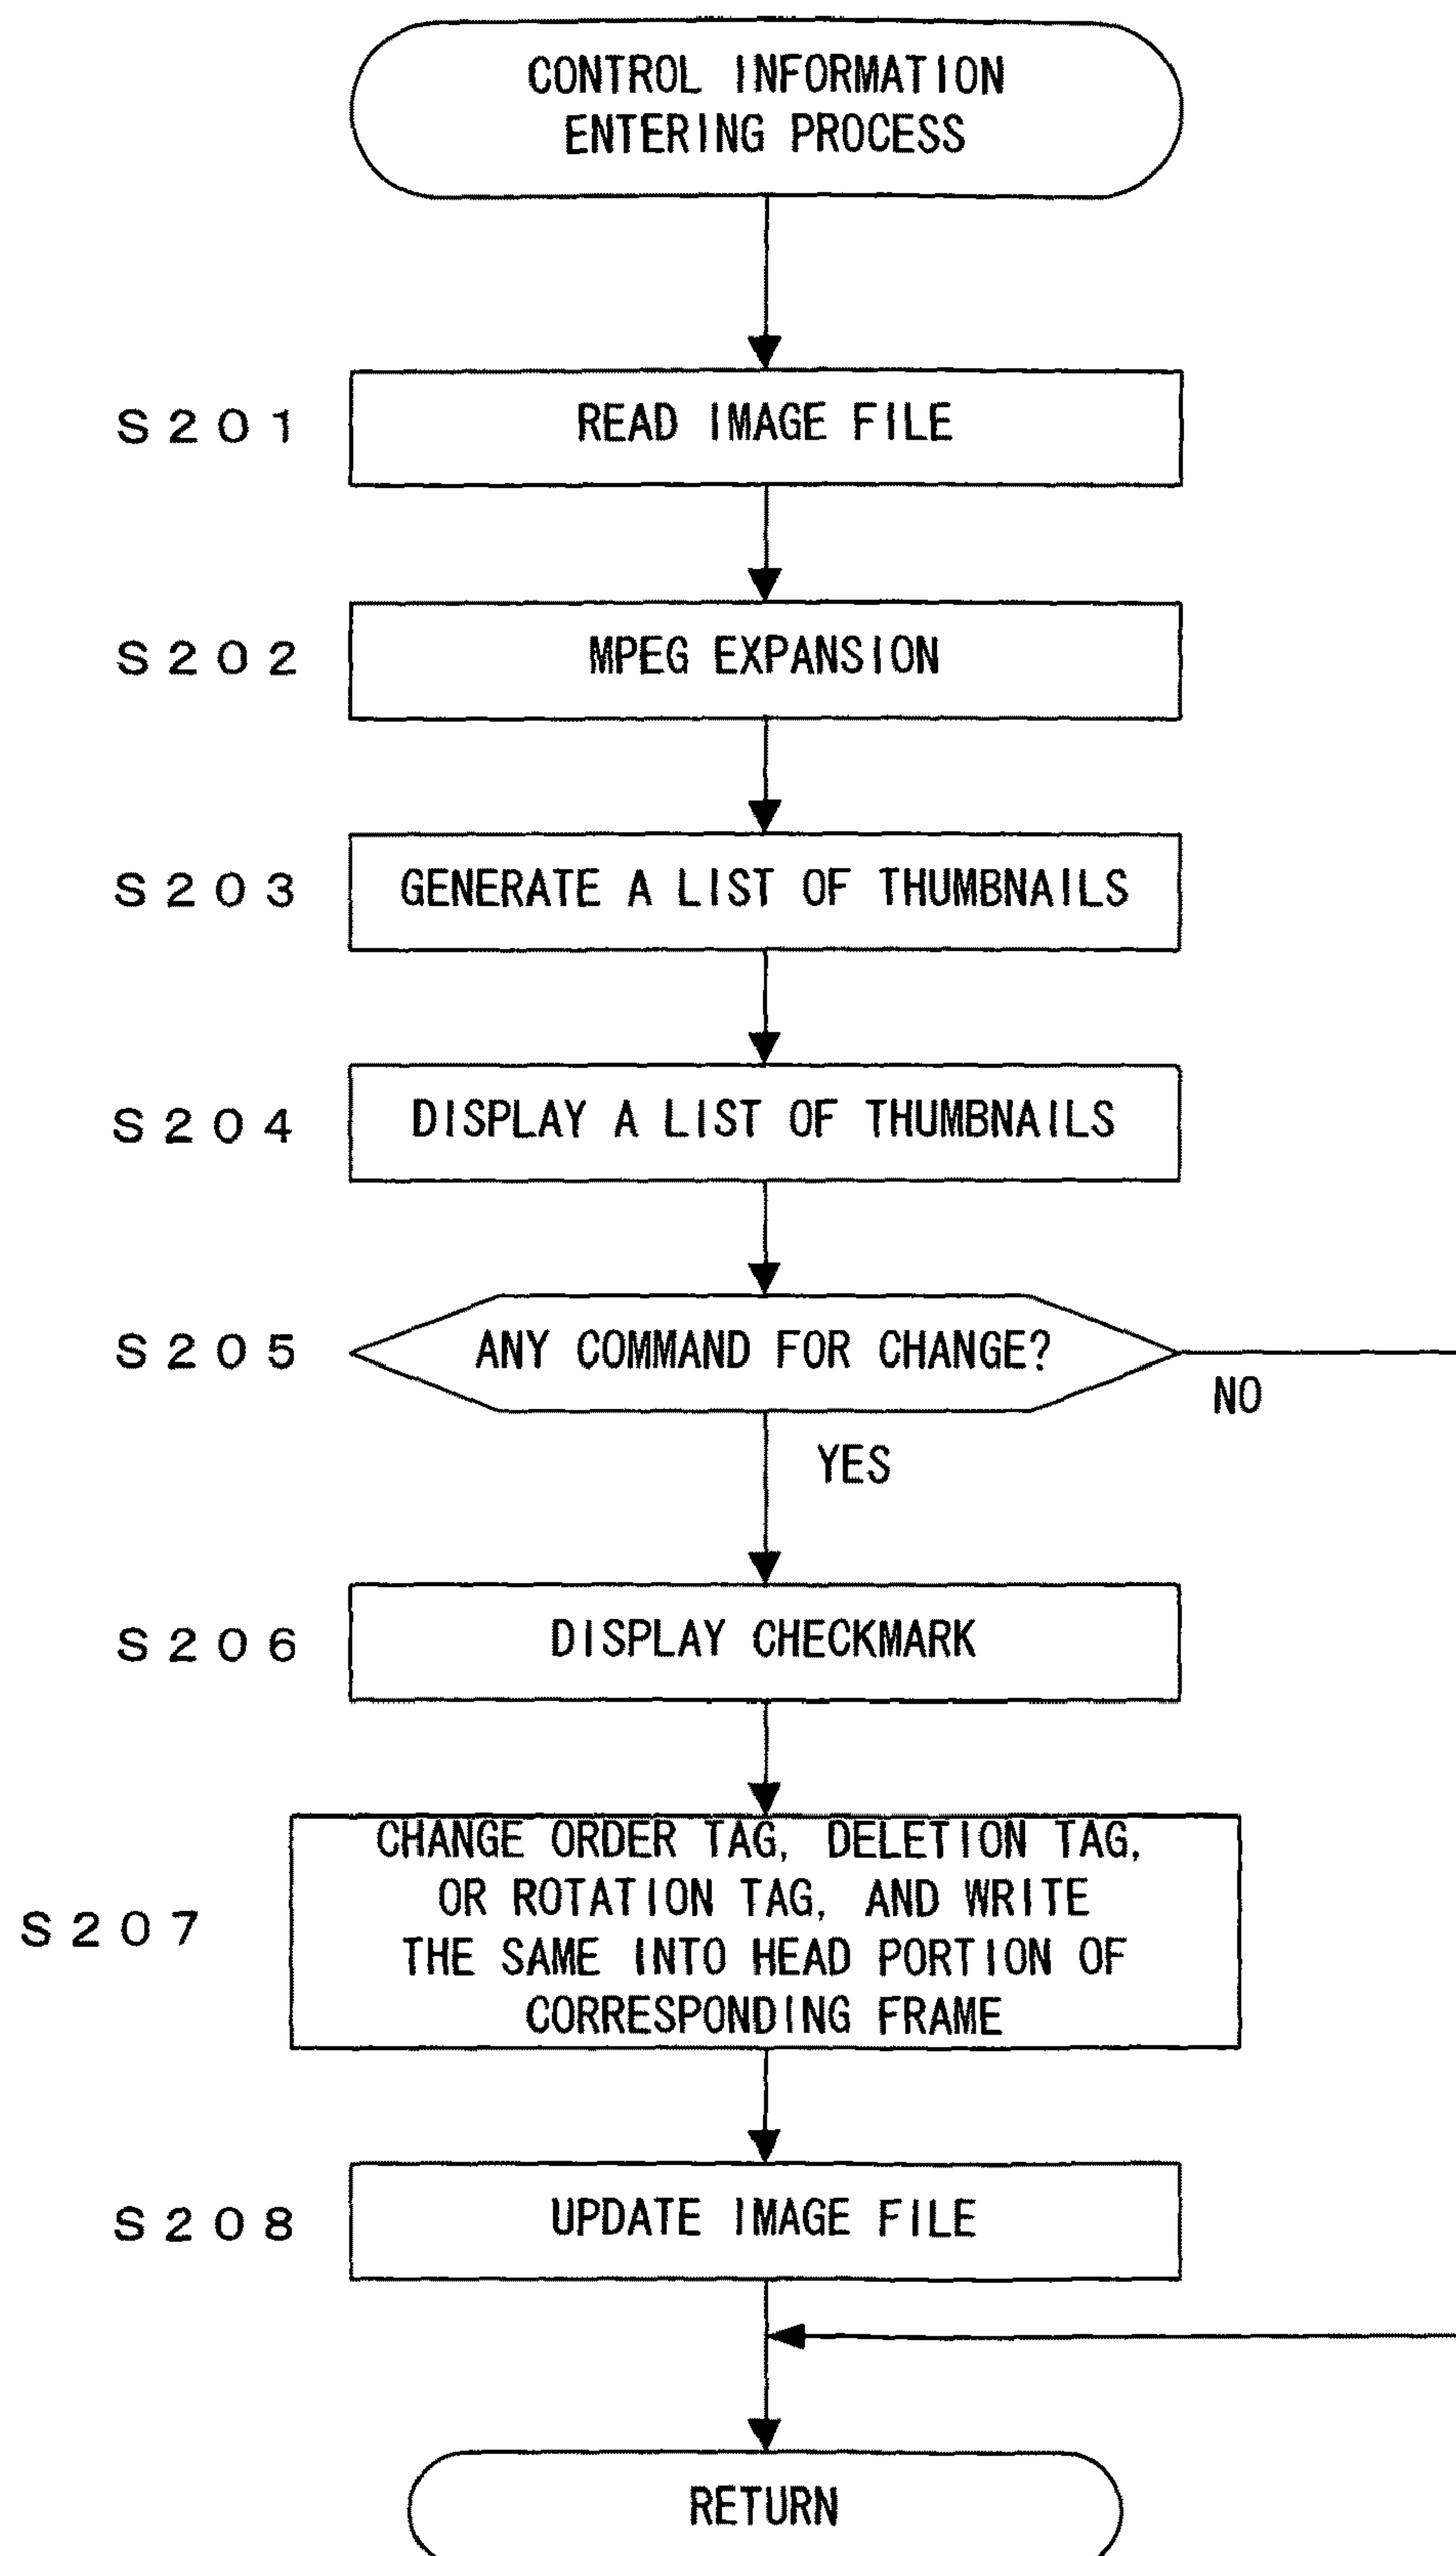 CONTROL INFORMATION
ENTERING PROCESS
S201
READ IMAGE FILE
S202
MPEG EXPANSION
S203
GENERATE A LIST OF THUMBNAILS
S204
DISPLAY A LIST OF THUMBNAILS
S205
ANY COMMAND FOR CHANGE?
NO
YES
S206
DISPLAY CHECKMARK
S207
CHANGE ORDER TAG, DELETION TAG,
OR ROTATION TAG, AND WRITE
THE SAME INTO HEAD PORTION OF
CORRESPONDING FRAME
S208
UPDATE IMAGE FILE
RETURN